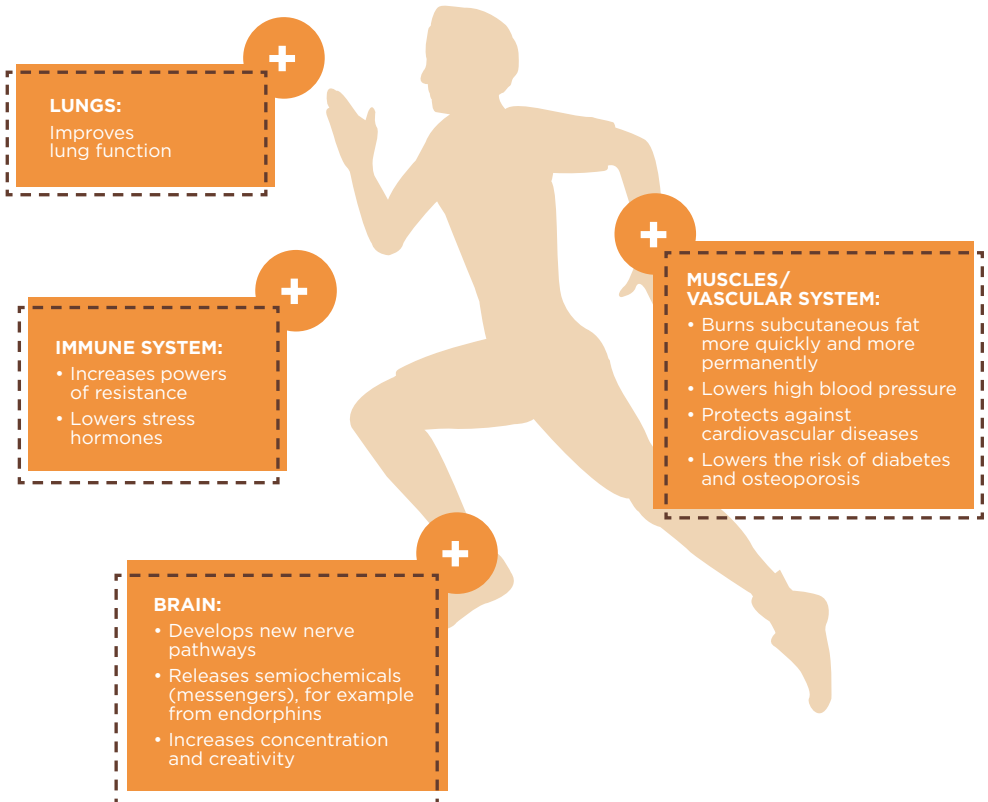 LUNGS:
Improves
lung function
IMMUNE SYSTEM:
• Increases powers
of resistance
• Lowers stress
hormones
MUSCLES/
VASCULAR SYSTEM:
• Burns subcutaneous fat
more quickly and more
permanently
• Lowers high blood pressure
• Protects against
cardiovascular diseases
• Lowers the risk of diabetes
and osteoporosis
BRAIN:
• Develops new nerve
pathways
• Releases semiochemicals
(messengers), for example
from endorphins
• Increases concentration
and creativity